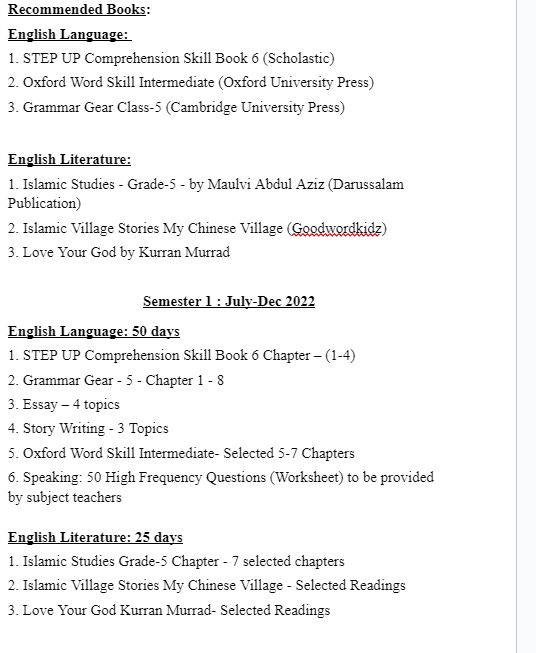 Recommended Books:
English Language:
1. STEP UP Comprehension Skill Book 6 (Scholastic)
2. Oxford Word Skill Intermediate (Oxford University Press)
3. Grammar Gear Class-5 (Cambridge University Press)
English Literature:
1. Islamic Studies - Grade-5 - by Maulvi Abdul Aziz (Darussalam
Publication)
2. Islamic Village Stories My Chinese Village (Goodwordkidz)
3. Love Your God by Kurran Murrad
Semester 1 : July-Dec 2022
English Language: 50 days
1. STEP UP Comprehension Skill Book 6 Chapter – (1-4)
2. Grammar Gear - 5 - Chapter 1 - 8
3. Essay – 4 topics
4. Story Writing - 3 Topics
5. Oxford Word Skill Intermediate- Selected 5-7 Chapters
6. Speaking: 50 High Frequency Questions (Worksheet) to be provided
by subject teachers
English Literature: 25 days
1. Islamic Studies Grade-5 Chapter - 7 selected chapters
2. Islamic Village Stories My Chinese Village - Selected Readings
3. Love Your God Kurran Murrad- Selected Readings